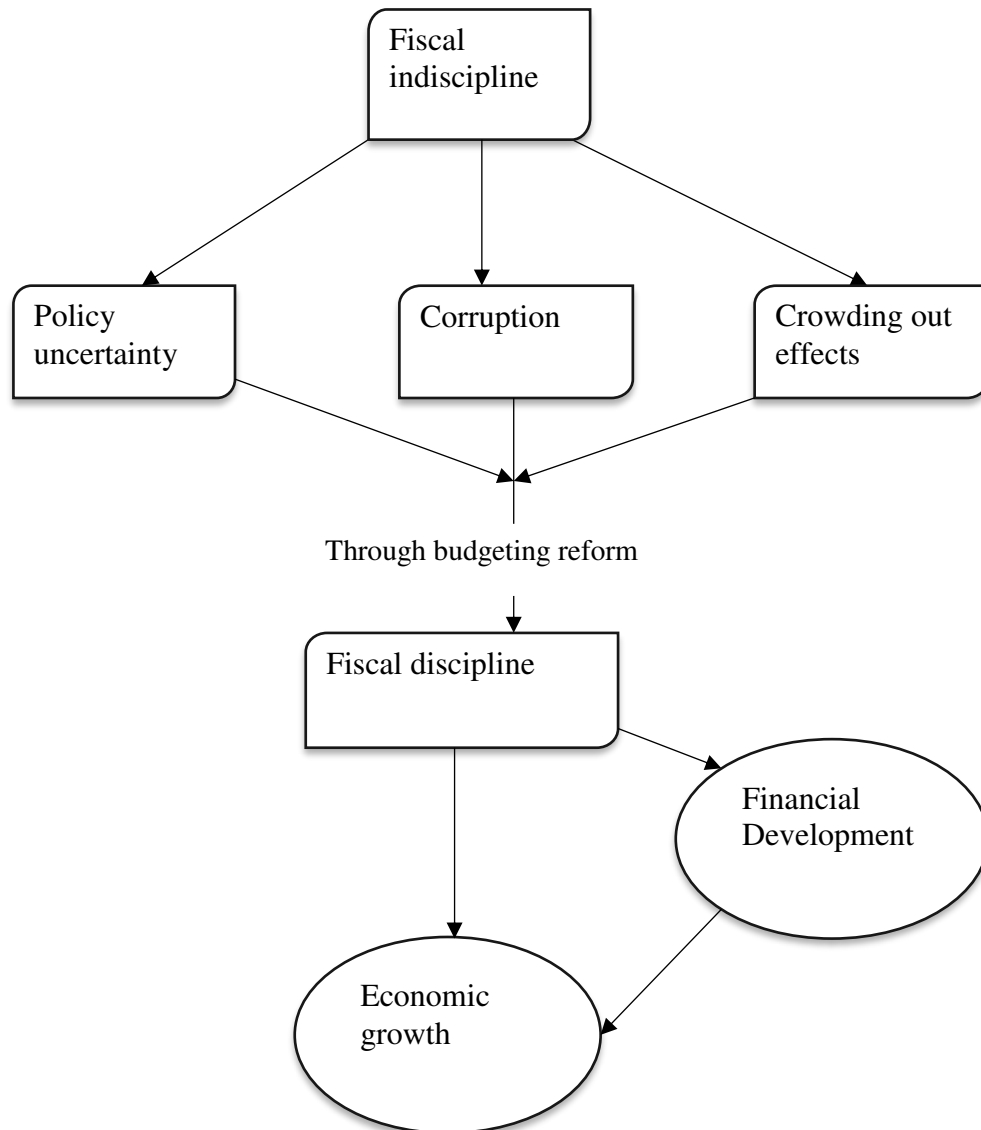 Fiscal
indiscipline
Policy
uncertainty
Corruption
Crowding out
effects
Through budgeting reform
Fiscal discipline
Financial
Development
Economic
growth